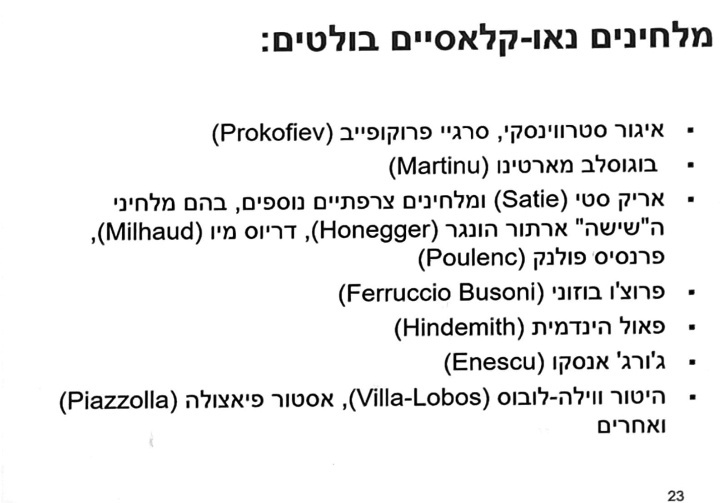 מלחינים נאו-קלאסיים בולטים:
▪ איגור סטרווינסקי, סרגיי פרוקופייב (Prokofiev)
▪ בוגוסלב מארטינו (Martinu)
▪ אריק סטי (Satie) ומלחינים צרפתיים נוספים, בהם מלחיני
ה"שישה" ארתור הונגר (Honegger), דריוס מיו (Milhaud),
פרנסיס פולנק (Poulenc)
▪ פרוצ'ו בוזוני (Ferruccio Busoni)
▪ פאול הינדמית (Hindemith)
▪ ג'ורג' אנסקו (Enescu)
▪ היטור ווילה-לובוס (Villa-Lobos), אסטור פיאצולה (Piazzolla)
ואחרים
23